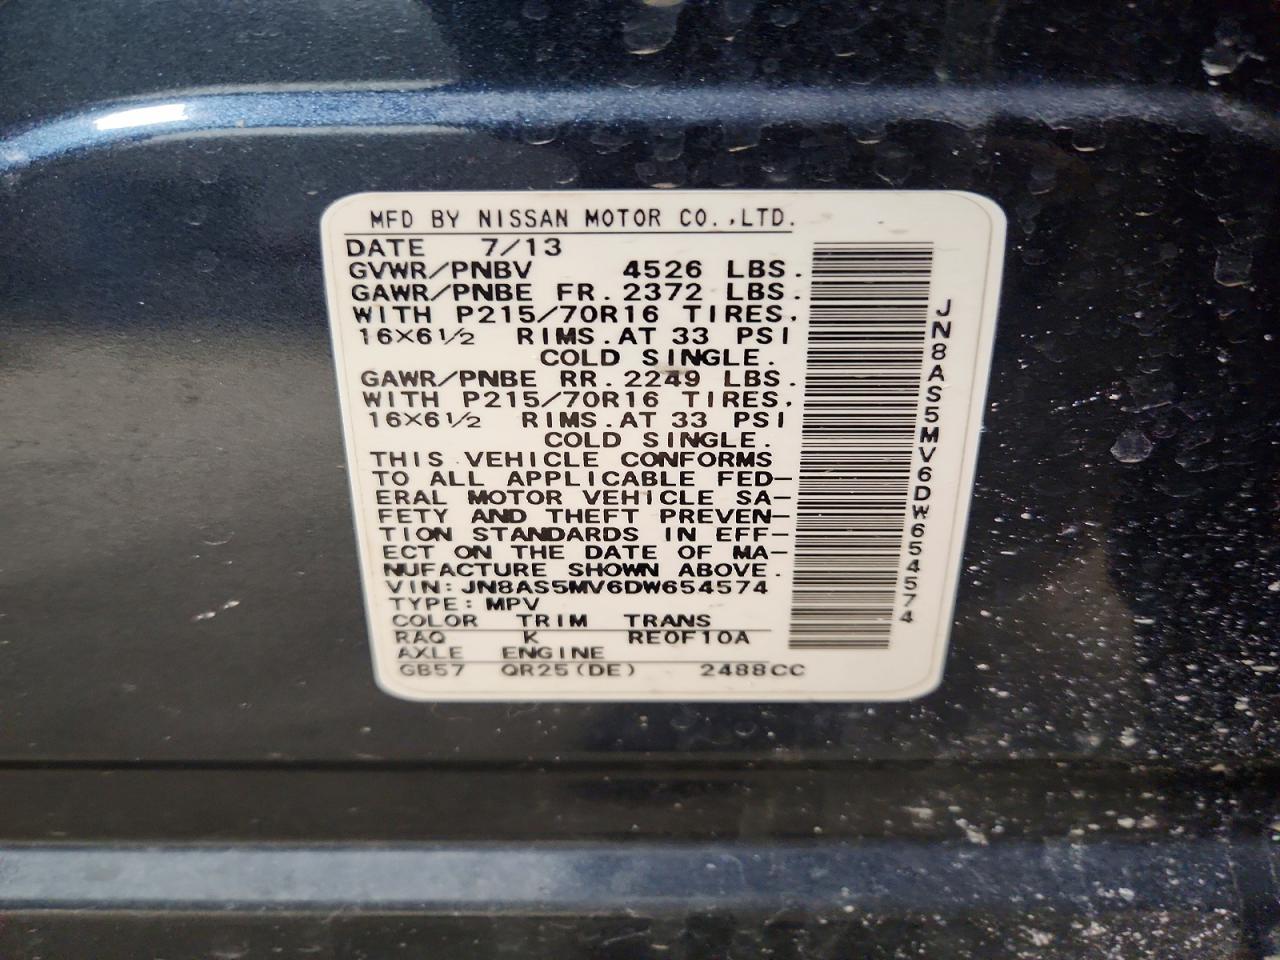 MFD BY NISSAN MOTOR CO.,LTD.
DATE 7/13
GVWR/PNBV 4526 LBS.
GAWR/PNBE FR. 2372 LBS.
WITH P215/70R16 TIRES.
16×6½ RIMS.AT 33 PSI
COLD SINGLE.
GAWR/PNBE RR. 2249 LBS.
WITH P215/70R16 TIRES.
16×6½ RIMS.AT 33 PSI
COLD SINGLE.
THIS VEHICLE CONFORMS
TO ALL APPLICABLE FED-
ERAL MOTOR VEHICLE SA-
FETY AND THEFT PREVEN-
TION STANDARDS IN EFF-
ECT ON THE DATE OF MA-
NUFACTURE SHOWN ABOVE.
VIN:JN8AS5MV6DW654574
TYPE:MPV
COLOR TRIM TRANS
RAQ K RE0F10A
AXLE ENGINE
GB57 QR25(DE) 2488CC
JN8AS5MV6DW654574